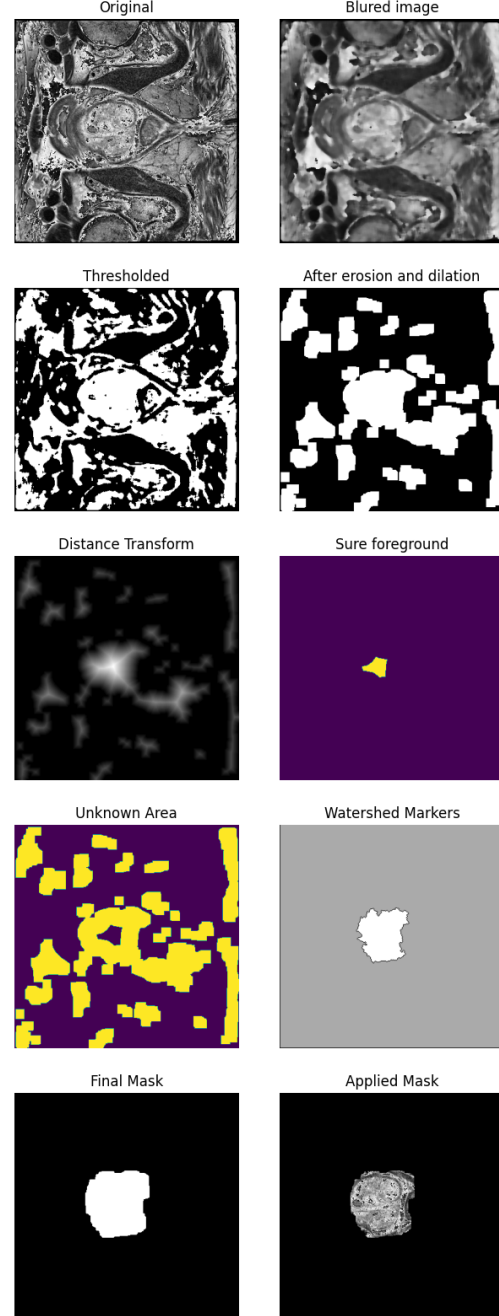 Original
Blured image
Thresholded
After erosion and dilation
Distance Transform
Sure foreground
Unknown Area
Watershed Markers
Final Mask
Applied Mask